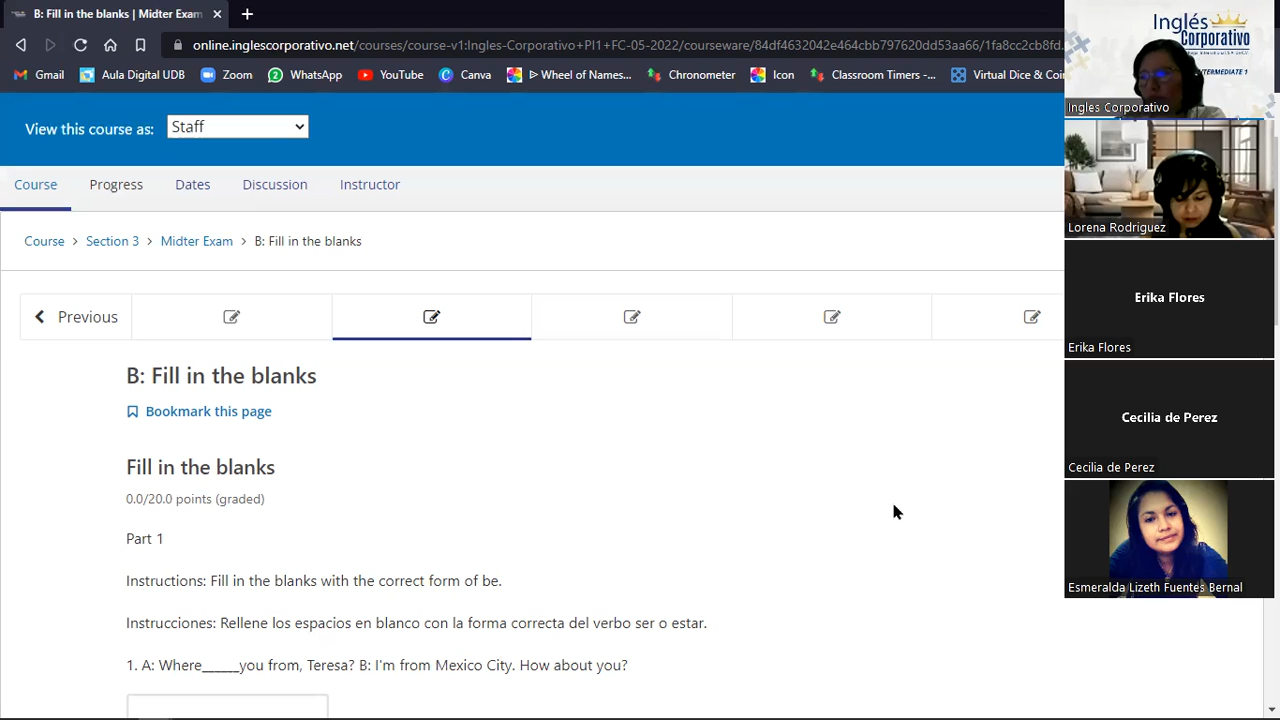 B: Fill in the blanks | Midter Exam
online.inglescorporativo.net/courses/course-v1:Ingles-Corporativo+PI1+FC-05-2022/courseware/84df4632042e464cbb797620dd53a366/1fa8cc2cb8fd.
Gmail
Aula Digital UDB
Zoom
WhatsApp
YouTube
Canva
ᐅ Wheel of Names...
Chronometer
Icon
Classroom Timers -...
Virtual Dice & Coi
View this course as:
Staff
Course
Progress
Dates
Discussion
Instructor
Course > Section 3 > Midter Exam > B: Fill in the blanks
Previous
B: Fill in the blanks
Bookmark this page
Fill in the blanks
0.0/20.0 points (graded)
Part 1
Instructions: Fill in the blanks with the correct form of be.
Instrucciones: Rellene los espacios en blanco con la forma correcta del verbo ser o estar.
1. A: Where______you from, Teresa? B: I'm from Mexico City. How about you?
Inglés
Corporativo
INTERMEDIATE 1
Ingles Corporativo
Lorena Rodriguez
Erika Flores
Erika Flores
Cecilia de Perez
Cecilia de Perez
Esmeralda Lizeth Fuentes Bernal